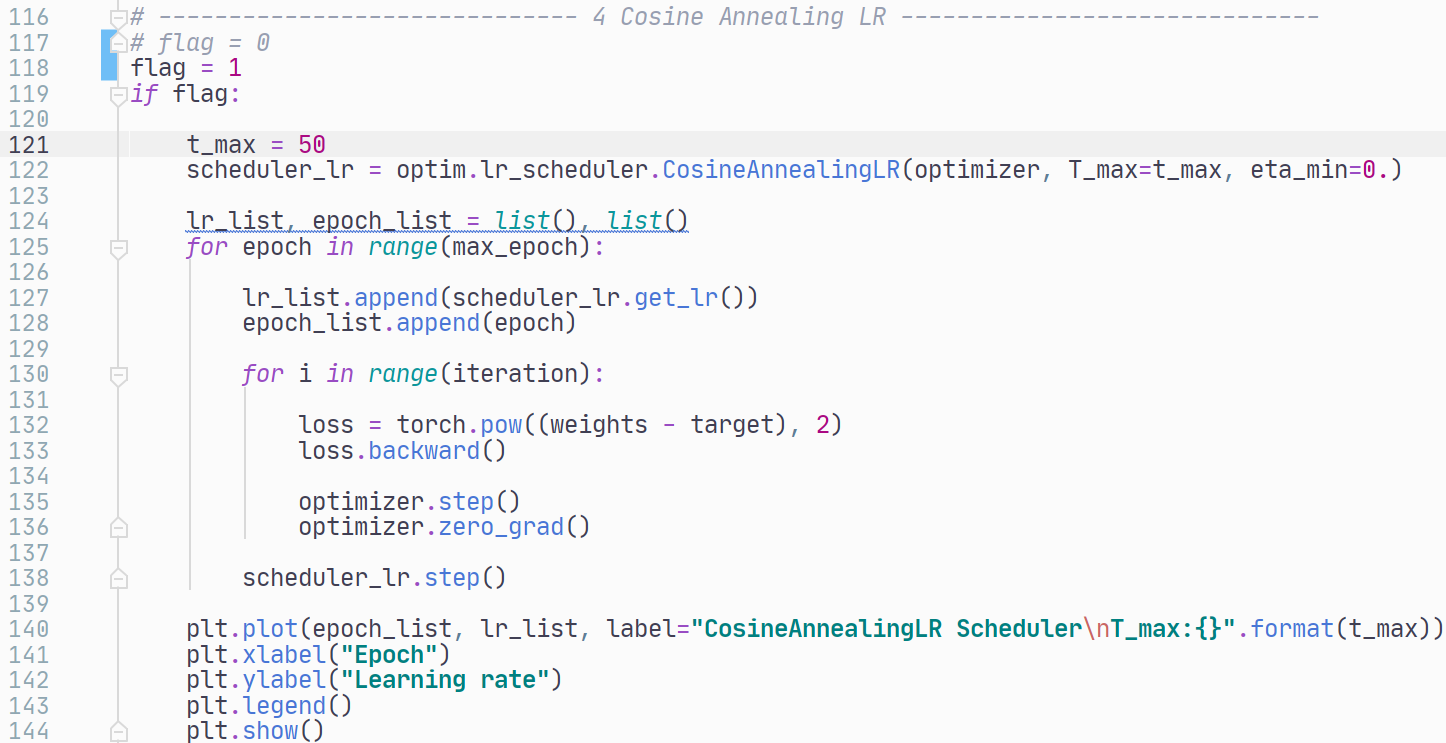 116 # ------------------------------ 4 Cosine Annealing LR ------------------------------
117 # flag = 0
118 flag = 1
119 if flag:
120
121     t_max = 50
122     scheduler_lr = optim.lr_scheduler.CosineAnnealingLR(optimizer, T_max=t_max, eta_min=0.)
123
124     lr_list, epoch_list = list(), list()
125     for epoch in range(max_epoch):
126
127         lr_list.append(scheduler_lr.get_lr())
128         epoch_list.append(epoch)
129
130         for i in range(iteration):
131
132             loss = torch.pow((weights - target), 2)
133             loss.backward()
134
135             optimizer.step()
136             optimizer.zero_grad()
137
138         scheduler_lr.step()
139
140     plt.plot(epoch_list, lr_list, label="CosineAnnealingLR Scheduler\nT_max:{}".format(t_max))
141     plt.xlabel("Epoch")
142     plt.ylabel("Learning rate")
143     plt.legend()
144     plt.show()